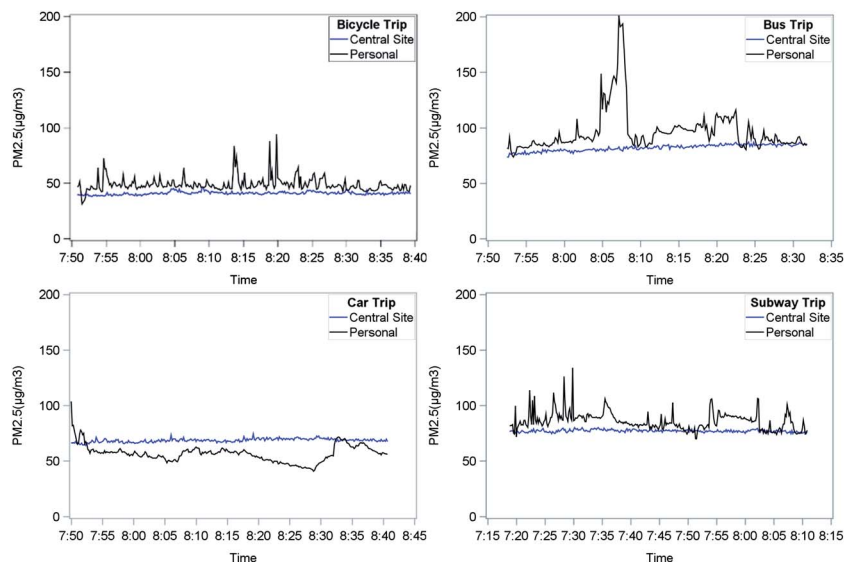 Bicycle Trip
Central Site
Personal
PM2.5(µg/m3)
200
150
100
50
0
7:50 7:55 8:00 8:05 8:10 8:15 8:20 8:25 8:30 8:35 8:40
Time
Bus Trip
Central Site
Personal
PM2.5(µg/m3)
200
150
100
50
0
7:50 7:55 8:00 8:05 8:10 8:15 8:20 8:25 8:30 8:35
Time
Car Trip
Central Site
Personal
PM2.5(µg/m3)
200
150
100
50
0
7:50 7:55 8:00 8:05 8:10 8:15 8:20 8:25 8:30 8:35 8:40 8:45
Time
Subway Trip
Central Site
Personal
PM2.5(µg/m3)
200
150
100
50
0
7:15 7:20 7:25 7:30 7:35 7:40 7:45 7:50 7:55 8:00 8:05 8:10 8:15
Time